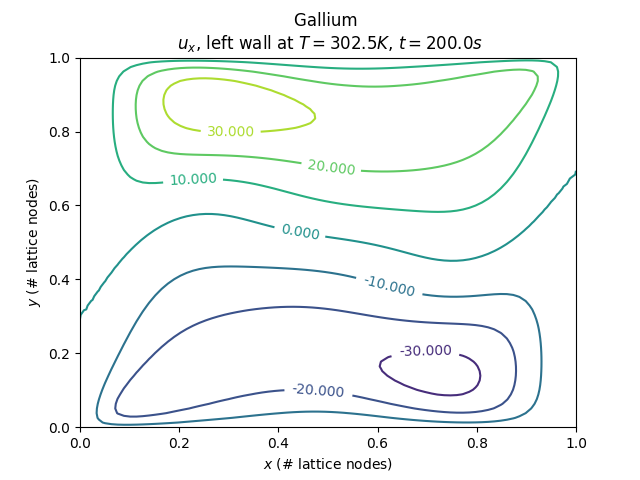 Gallium
u_x, left wall at T = 302.5K, t = 200.0s
1.0
0.8
0.6
0.4
0.2
0.0
y (# lattice nodes)
30.000
20.000
10.000
0.000
-10.000
-30.000
-20.000
0.0 0.2 0.4 0.6 0.8 1.0
x (# lattice nodes)